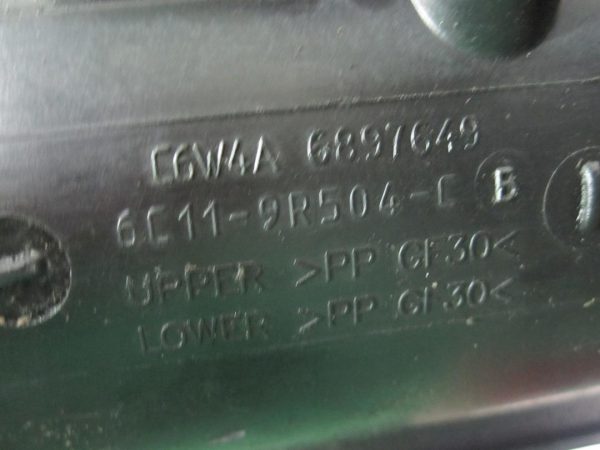 C6W4A 6897649
6C11-9R504-C B
UPPER >PP GF30<
LOWER >PP GF30<